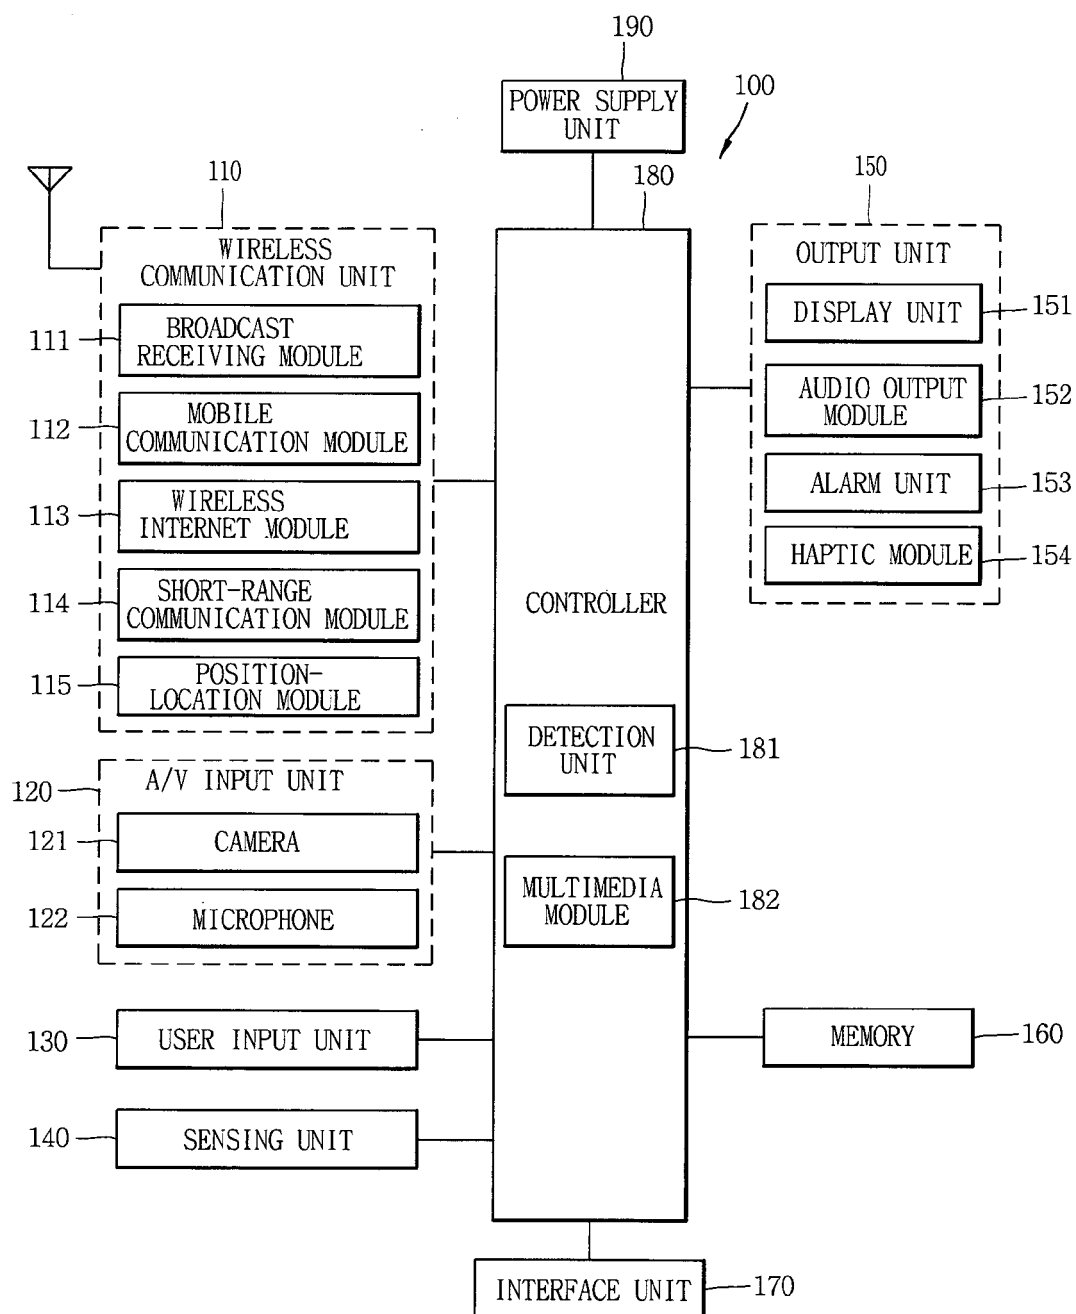 190
POWER SUPPLY
UNIT
100
180
110
WIRELESS
COMMUNICATION UNIT
111
BROADCAST
RECEIVING MODULE
112
MOBILE
COMMUNICATION MODULE
113
WIRELESS
INTERNET MODULE
114
SHORT-RANGE
COMMUNICATION MODULE
115
POSITION-
LOCATION MODULE
120
A/V INPUT UNIT
121
CAMERA
122
MICROPHONE
130
USER INPUT UNIT
140
SENSING UNIT
CONTROLLER
DETECTION
UNIT
181
MULTIMEDIA
MODULE
182
150
OUTPUT UNIT
DISPLAY UNIT
151
AUDIO OUTPUT
MODULE
152
ALARM UNIT
153
HAPTIC MODULE
154
MEMORY
160
INTERFACE UNIT
170